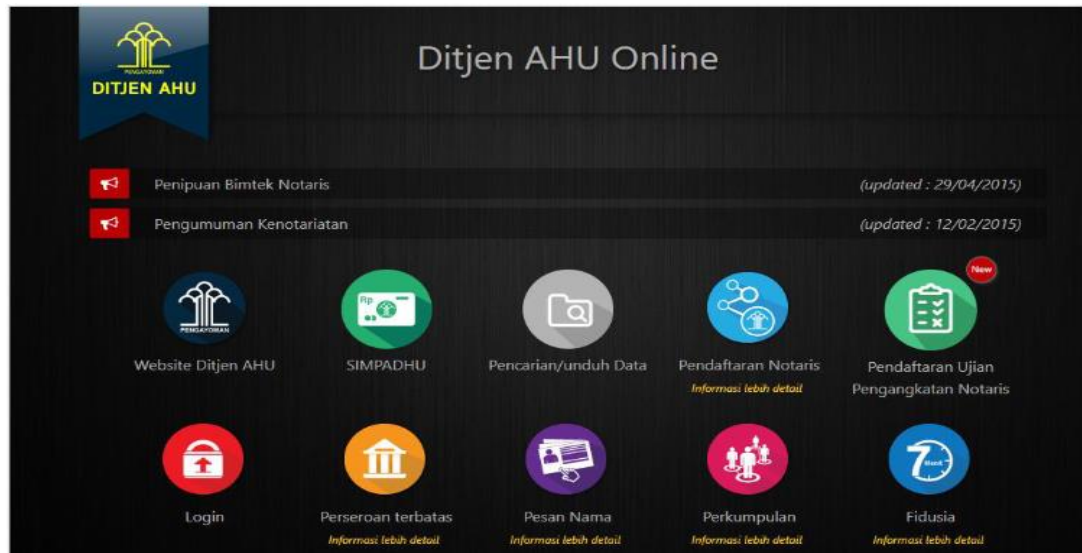 PENGAYOMAN
DITJEN AHU
Ditjen AHU Online
Penipuan Bimtek Notaris (updated : 29/04/2015)
Pengumuman Kenotariatan (updated : 12/02/2015)
New
PENGAYOMAN
Rp
Website Ditjen AHU
SIMPADHU
Pencarian/unduh Data
Pendaftaran Notaris
Informasi lebih detail
Pendaftaran Ujian
Pengangkatan Notaris
7
Login
Perseroan terbatas
Informasi lebih detail
Pesan Nama
Informasi lebih detail
Perkumpulan
Informasi lebih detail
Fidusia
Informasi lebih detail